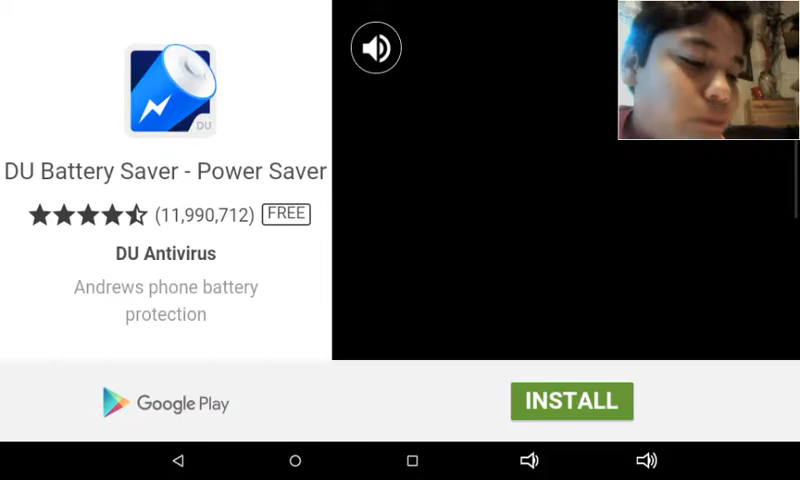 DU
DU Battery Saver - Power Saver
(11,990,712) FREE
DU Antivirus
Andrews phone battery
protection
Google Play
INSTALL